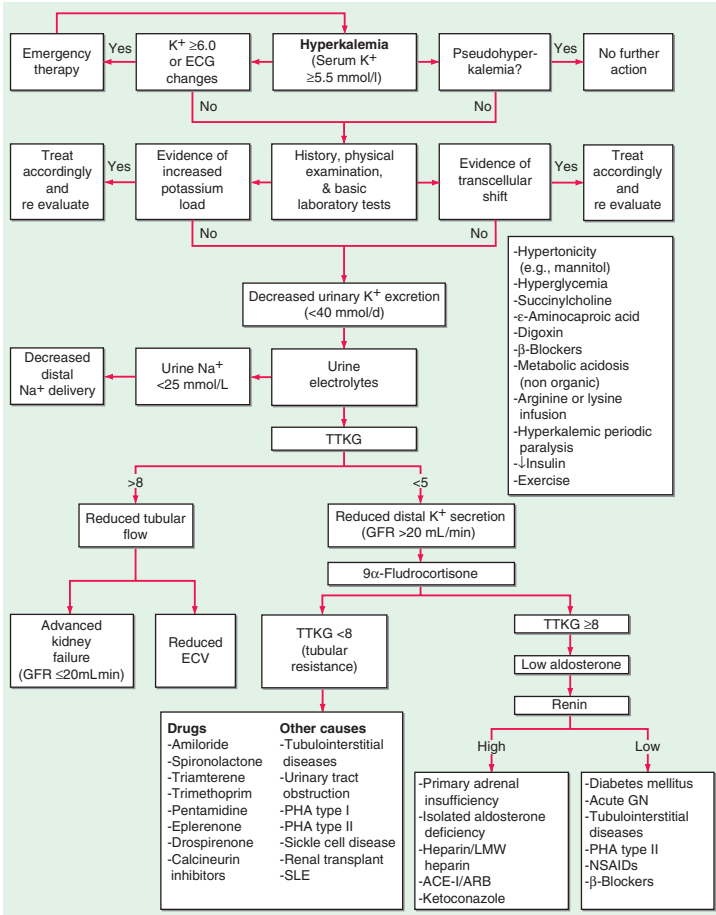 Emergency
therapy
Yes
K+ ≥6.0
or ECG
changes
Hyperkalemia
(Serum K+
≥5.5 mmol/l)
Pseudohyper-
kalemia?
Yes
No further
action
No
No
Treat
accordingly
and
re evaluate
Yes
Evidence of
increased
potassium
load
History, physical
examination,
& basic
laboratory tests
Evidence of
transcellular
shift
Yes
Treat
accordingly
and
re evaluate
No
No
-Hypertonicity
(e.g., mannitol)
-Hyperglycemia
-Succinylcholine
-ε-Aminocaproic acid
-Digoxin
-β-Blockers
-Metabolic acidosis
(non organic)
-Arginine or lysine
infusion
-Hyperkalemic periodic
paralysis
-↓Insulin
-Exercise
Decreased urinary K+ excretion
(<40 mmol/d)
Decreased
distal
Na+ delivery
Urine Na+
<25 mmol/L
Urine
electrolytes
TTKG
>8
<5
Reduced tubular
flow
Reduced distal K+ secretion
(GFR >20 mL/min)
9α-Fludrocortisone
Advanced
kidney
failure
(GFR ≤20mLmin)
Reduced
ECV
TTKG <8
(tubular
resistance)
TTKG ≥8
Low aldosterone
Renin
High
Low
Drugs
-Amiloride
-Spironolactone
-Triamterene
-Trimethoprim
-Pentamidine
-Eplerenone
-Drospirenone
-Calcineurin
inhibitors
Other causes
-Tubulointerstitial
diseases
-Urinary tract
obstruction
-PHA type I
-PHA type II
-Sickle cell disease
-Renal transplant
-SLE
-Primary adrenal
insufficiency
-Isolated aldosterone
deficiency
-Heparin/LMW
heparin
-ACE-I/ARB
-Ketoconazole
-Diabetes mellitus
-Acute GN
-Tubulointerstitial
diseases
-PHA type II
-NSAIDs
-β-Blockers